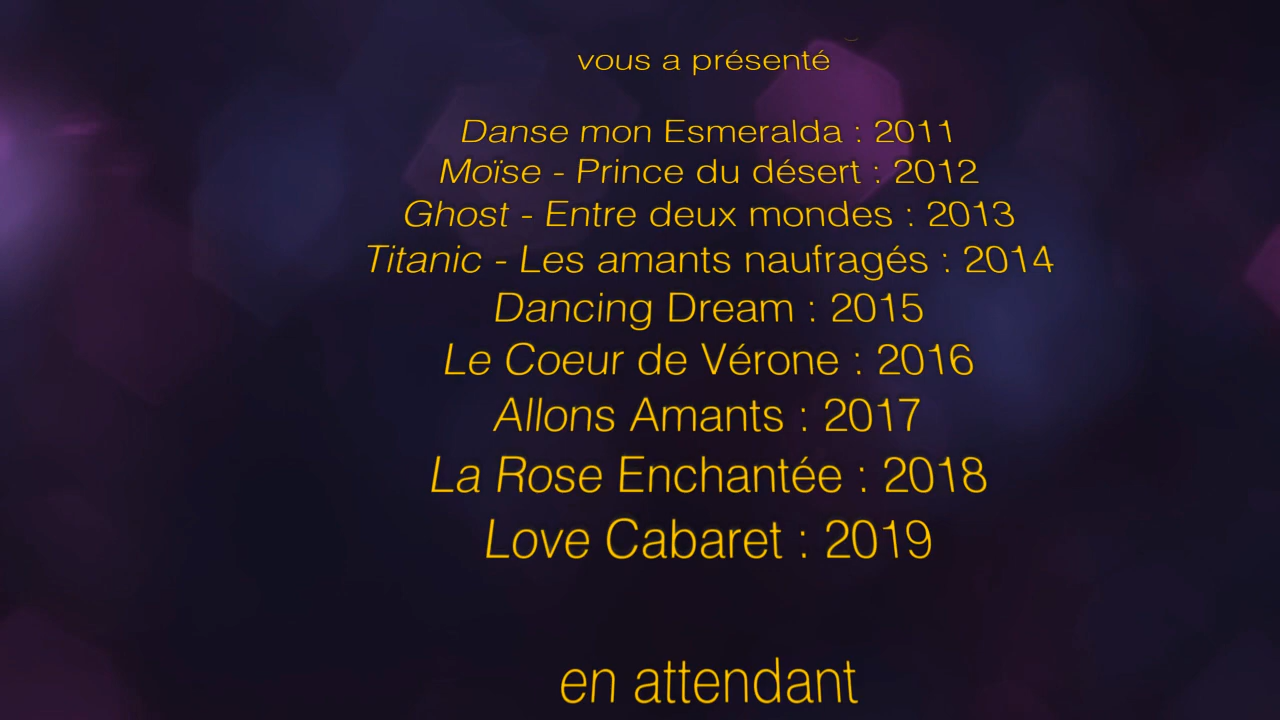 vous a présenté
Danse mon Esmeralda : 2011
Moïse - Prince du désert : 2012
Ghost - Entre deux mondes : 2013
Titanic - Les amants naufragés : 2014
Dancing Dream : 2015
Le Coeur de Vérone : 2016
Allons Amants : 2017
La Rose Enchantée : 2018
Love Cabaret : 2019
en attendant